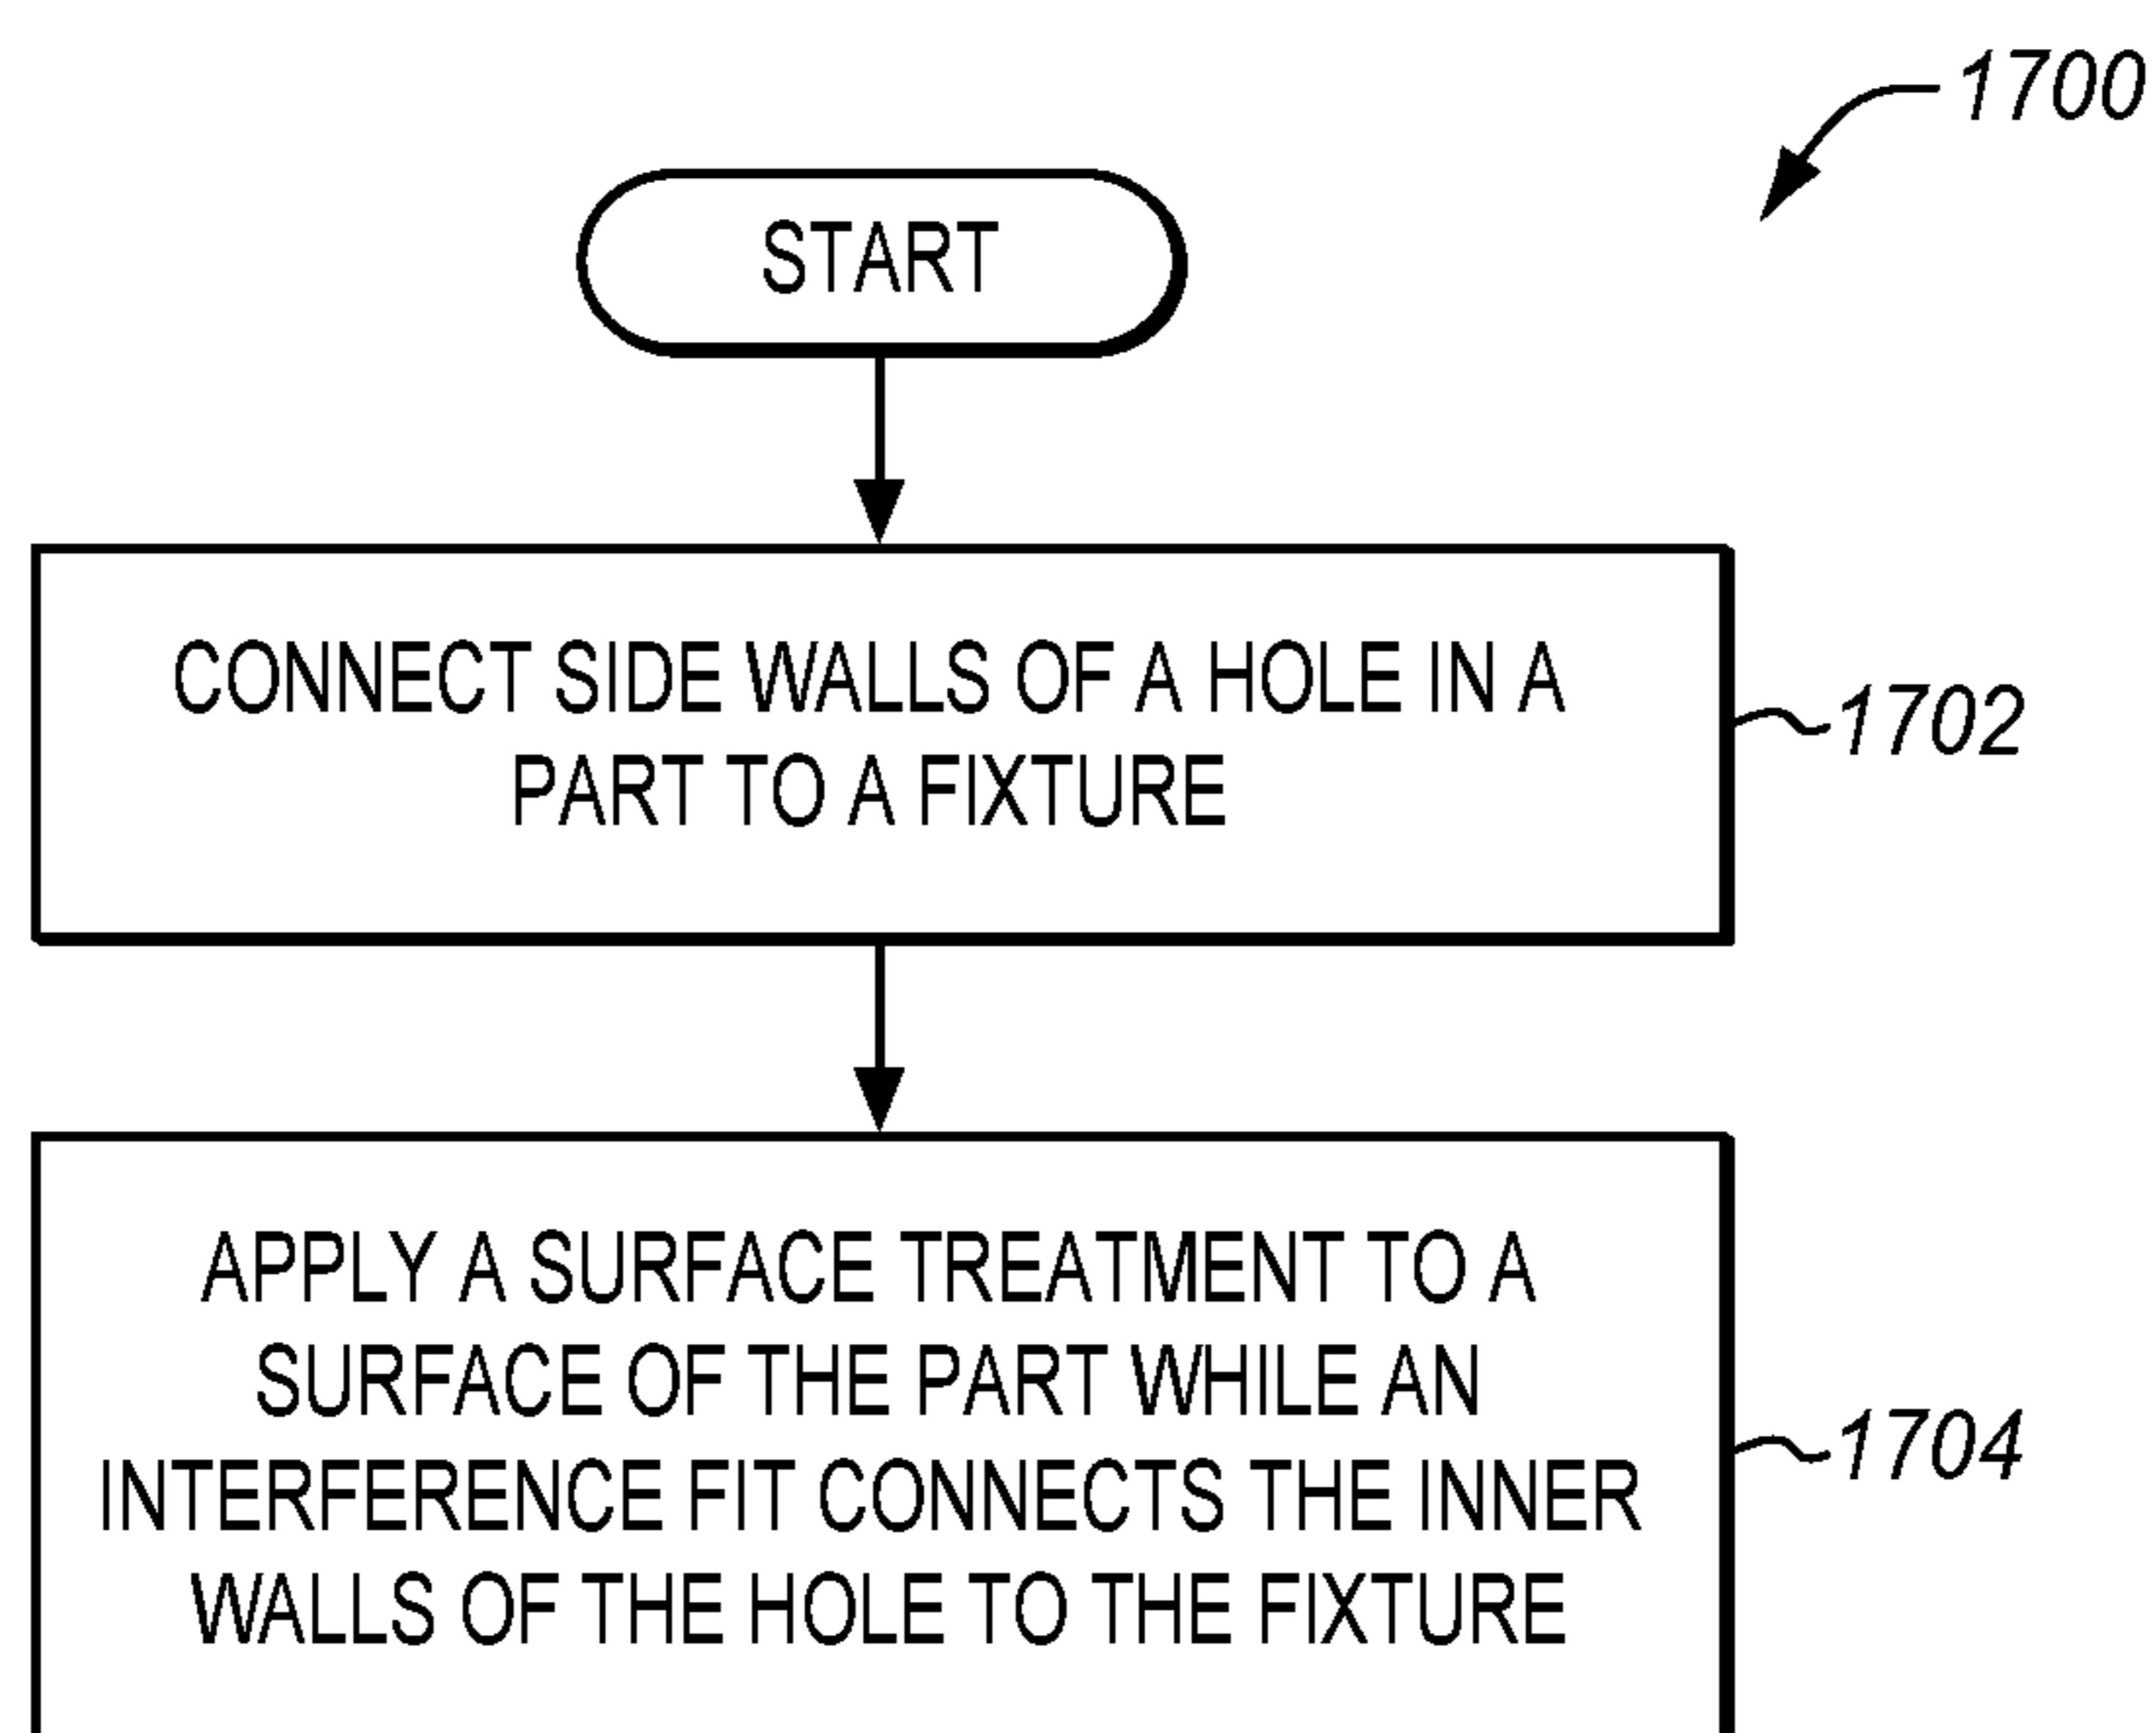 1700
START
CONNECT SIDE WALLS OF A HOLE IN A
PART TO A FIXTURE
1702
APPLY A SURFACE TREATMENT TO A
SURFACE OF THE PART WHILE AN
INTERFERENCE FIT CONNECTS THE INNER
WALLS OF THE HOLE TO THE FIXTURE
1704